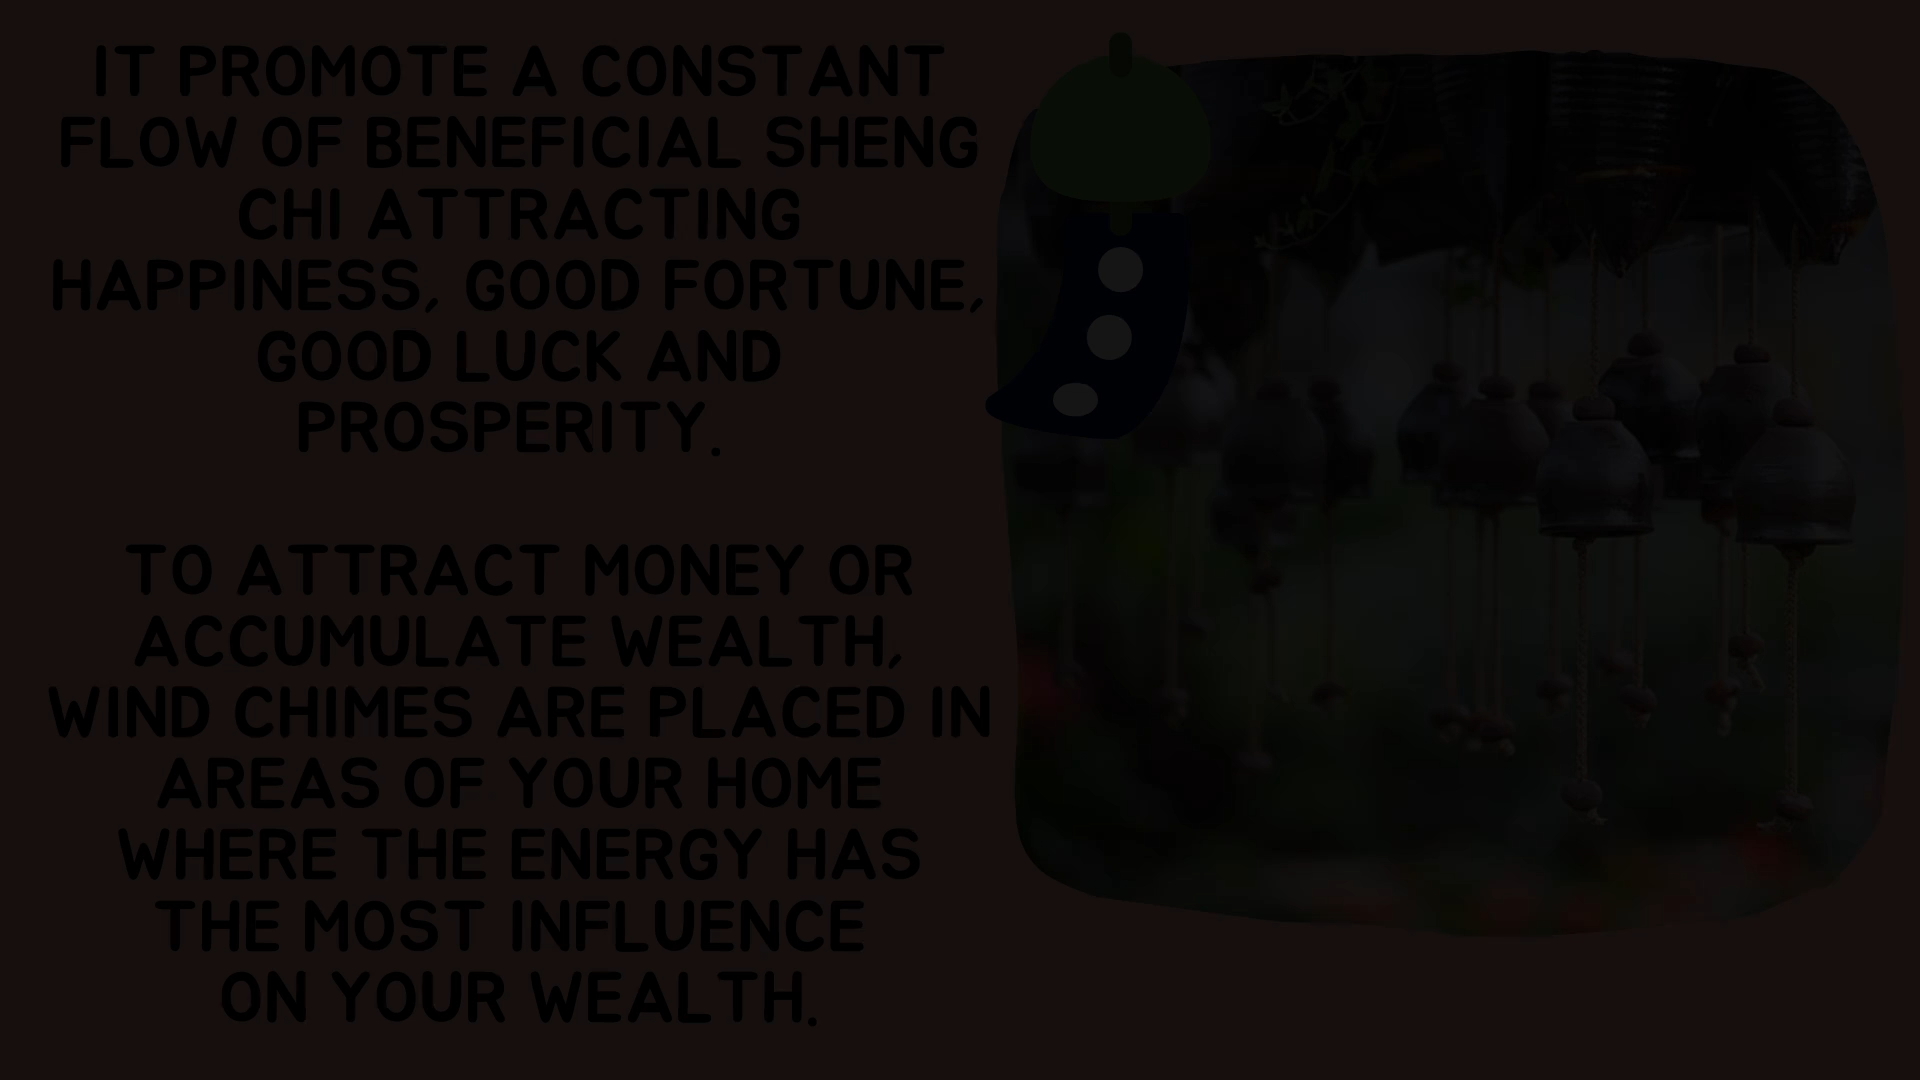 IT PROMOTE A CONSTANT
FLOW OF BENEFICIAL SHENG
CHI ATTRACTING
HAPPINESS, GOOD FORTUNE,
GOOD LUCK AND
PROSPERITY.
TO ATTRACT MONEY OR
ACCUMULATE WEALTH,
WIND CHIMES ARE PLACED IN
AREAS OF YOUR HOME
WHERE THE ENERGY HAS
THE MOST INFLUENCE
ON YOUR WEALTH.